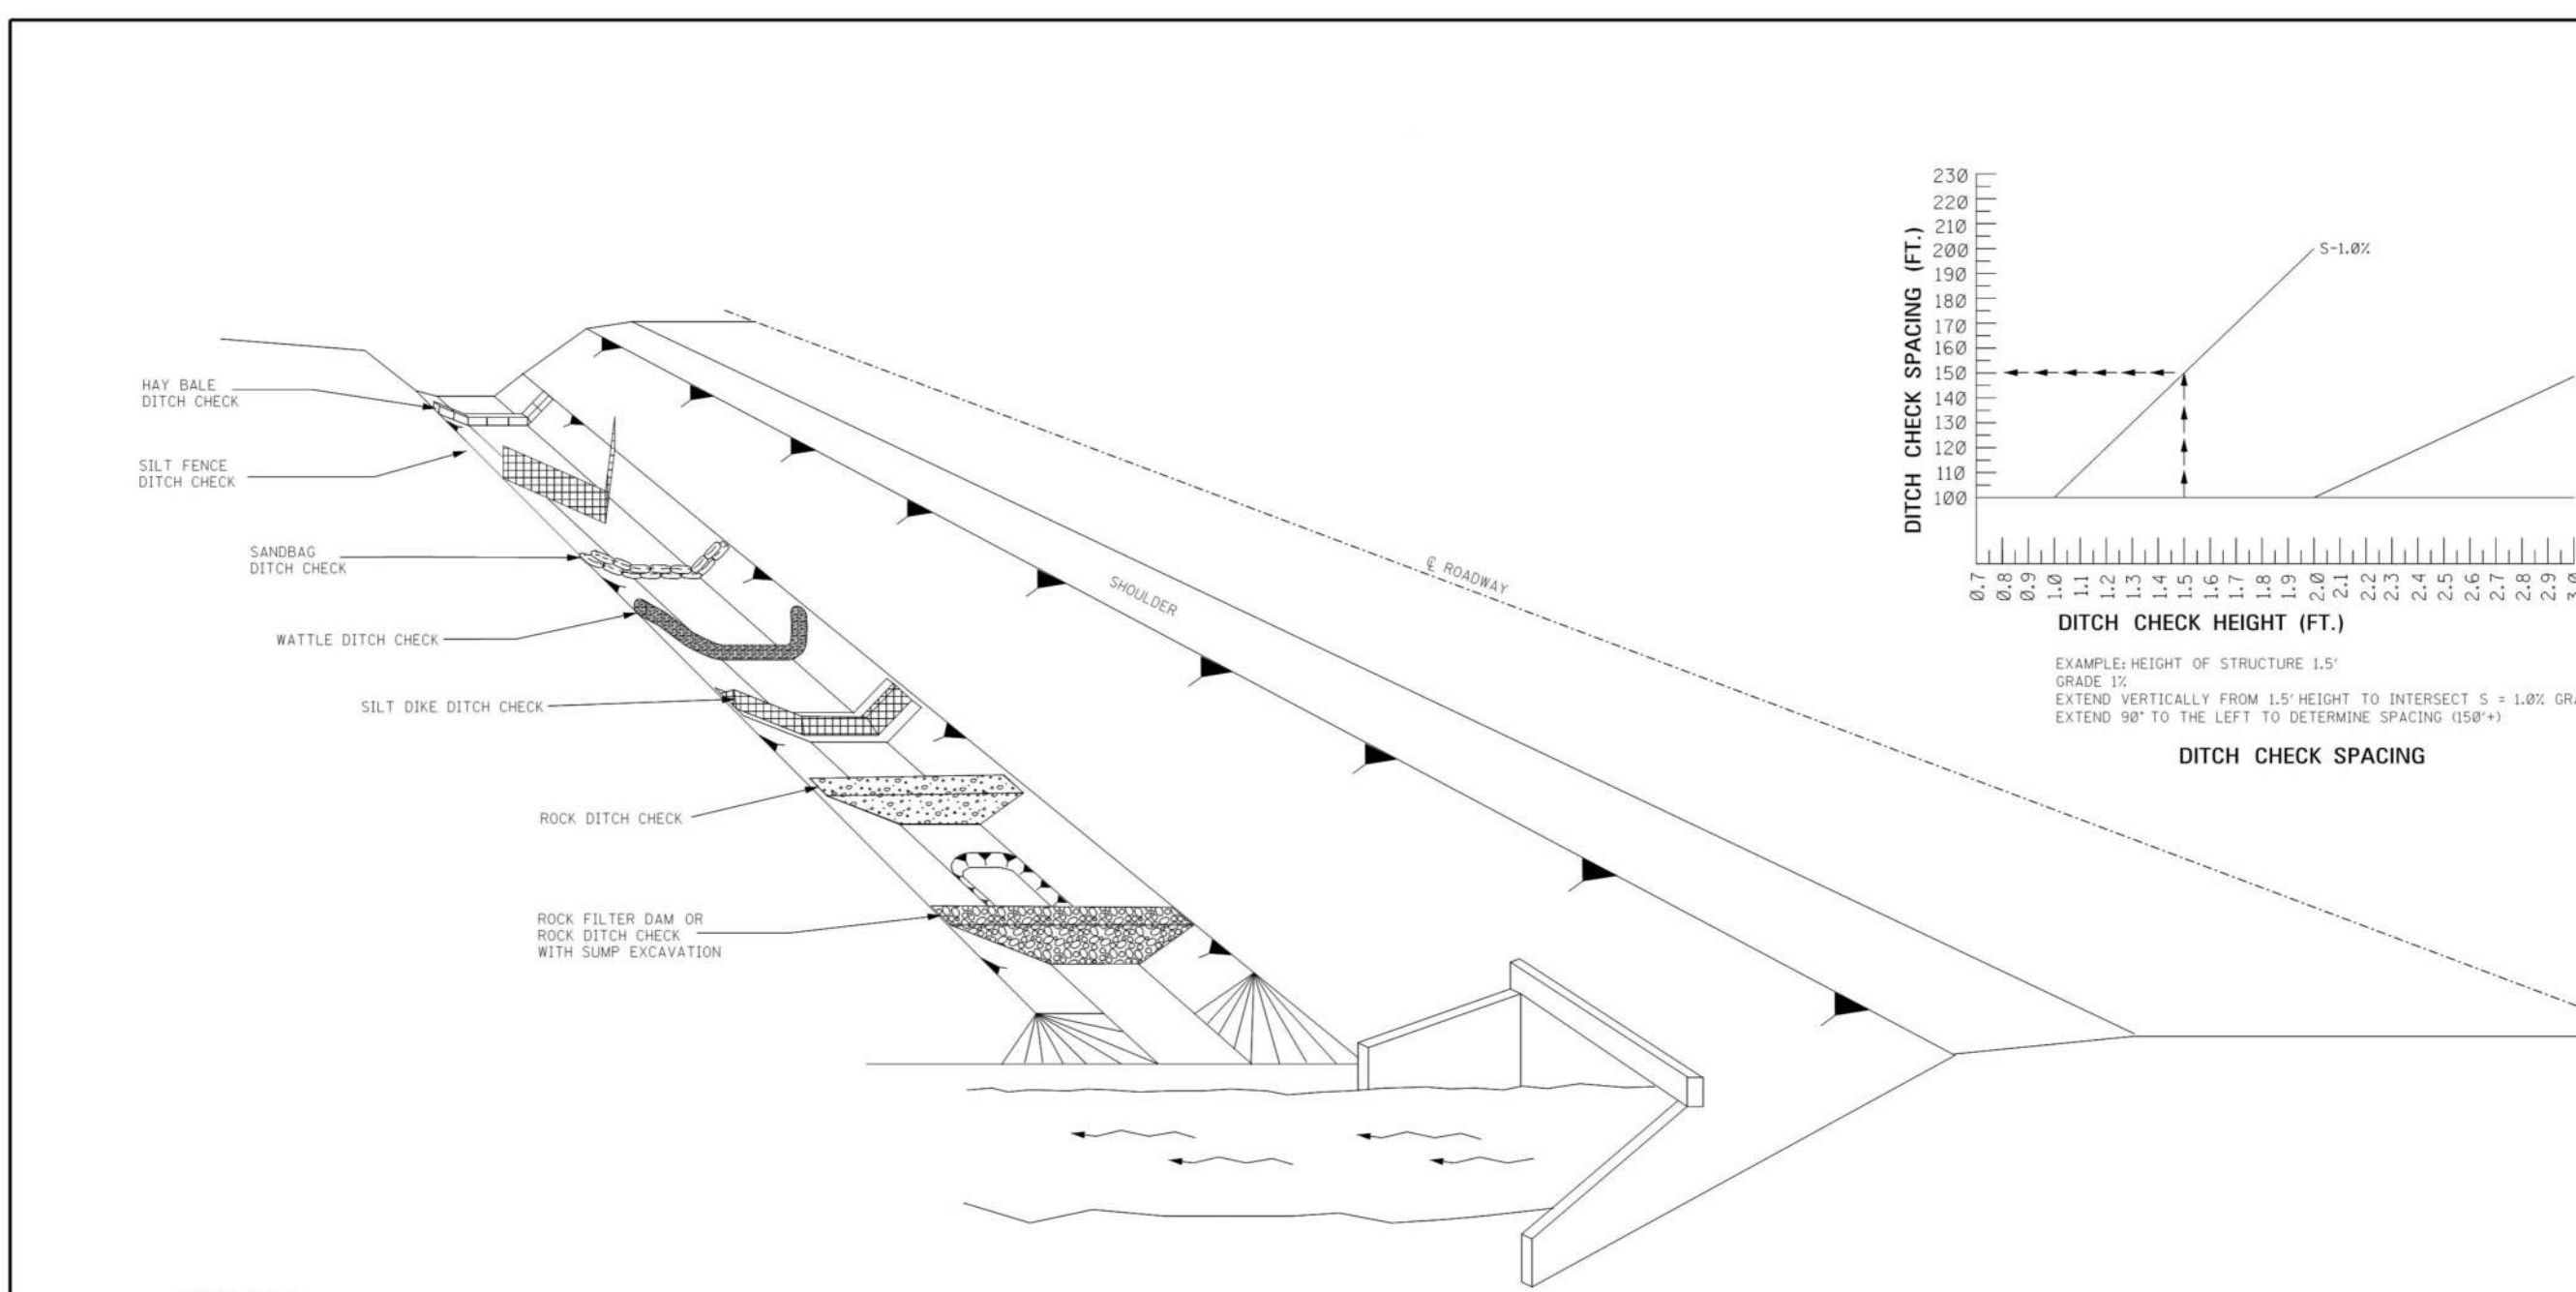 HAY BALE
DITCH CHECK
SILT FENCE
DITCH CHECK
SANDBAG
DITCH CHECK
WATTLE DITCH CHECK
SILT DIKE DITCH CHECK
ROCK DITCH CHECK
ROCK FILTER DAM OR
ROCK DITCH CHECK
WITH SUMP EXCAVATION
SHOULDER
℄ ROADWAY
DITCH CHECK SPACING (FT.)
230
220
210
200
190
180
170
160
150
140
130
120
110
100
S-1.0%
0.7 0.8 0.9 1.0 1.1 1.2 1.3 1.4 1.5 1.6 1.7 1.8 1.9 2.0 2.1 2.2 2.3 2.4 2.5 2.6 2.7 2.8 2.9
DITCH CHECK HEIGHT (FT.)
EXAMPLE: HEIGHT OF STRUCTURE 1.5'
GRADE 1%
EXTEND VERTICALLY FROM 1.5' HEIGHT TO INTERSECT S = 1.0%
EXTEND 90° TO THE LEFT TO DETERMINE SPACING (150'+)
DITCH CHECK SPACING